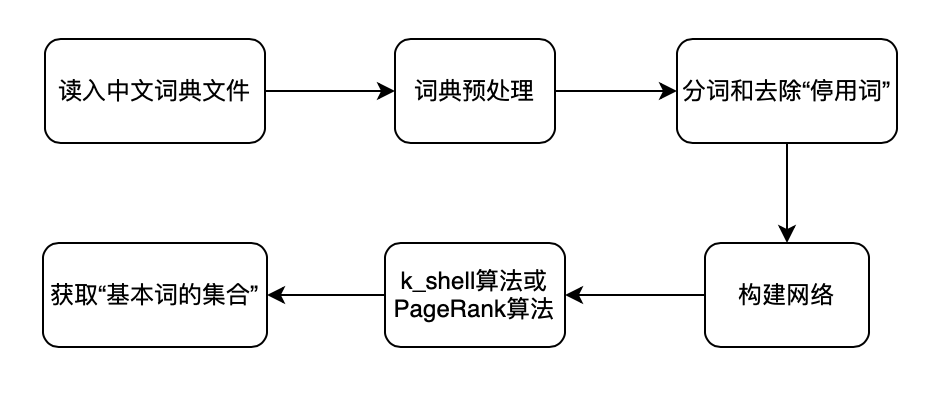 读入中文词典文件
词典预处理
分词和去除“停用词”
构建网络
k_shell算法或
PageRank算法
获取“基本词的集合”